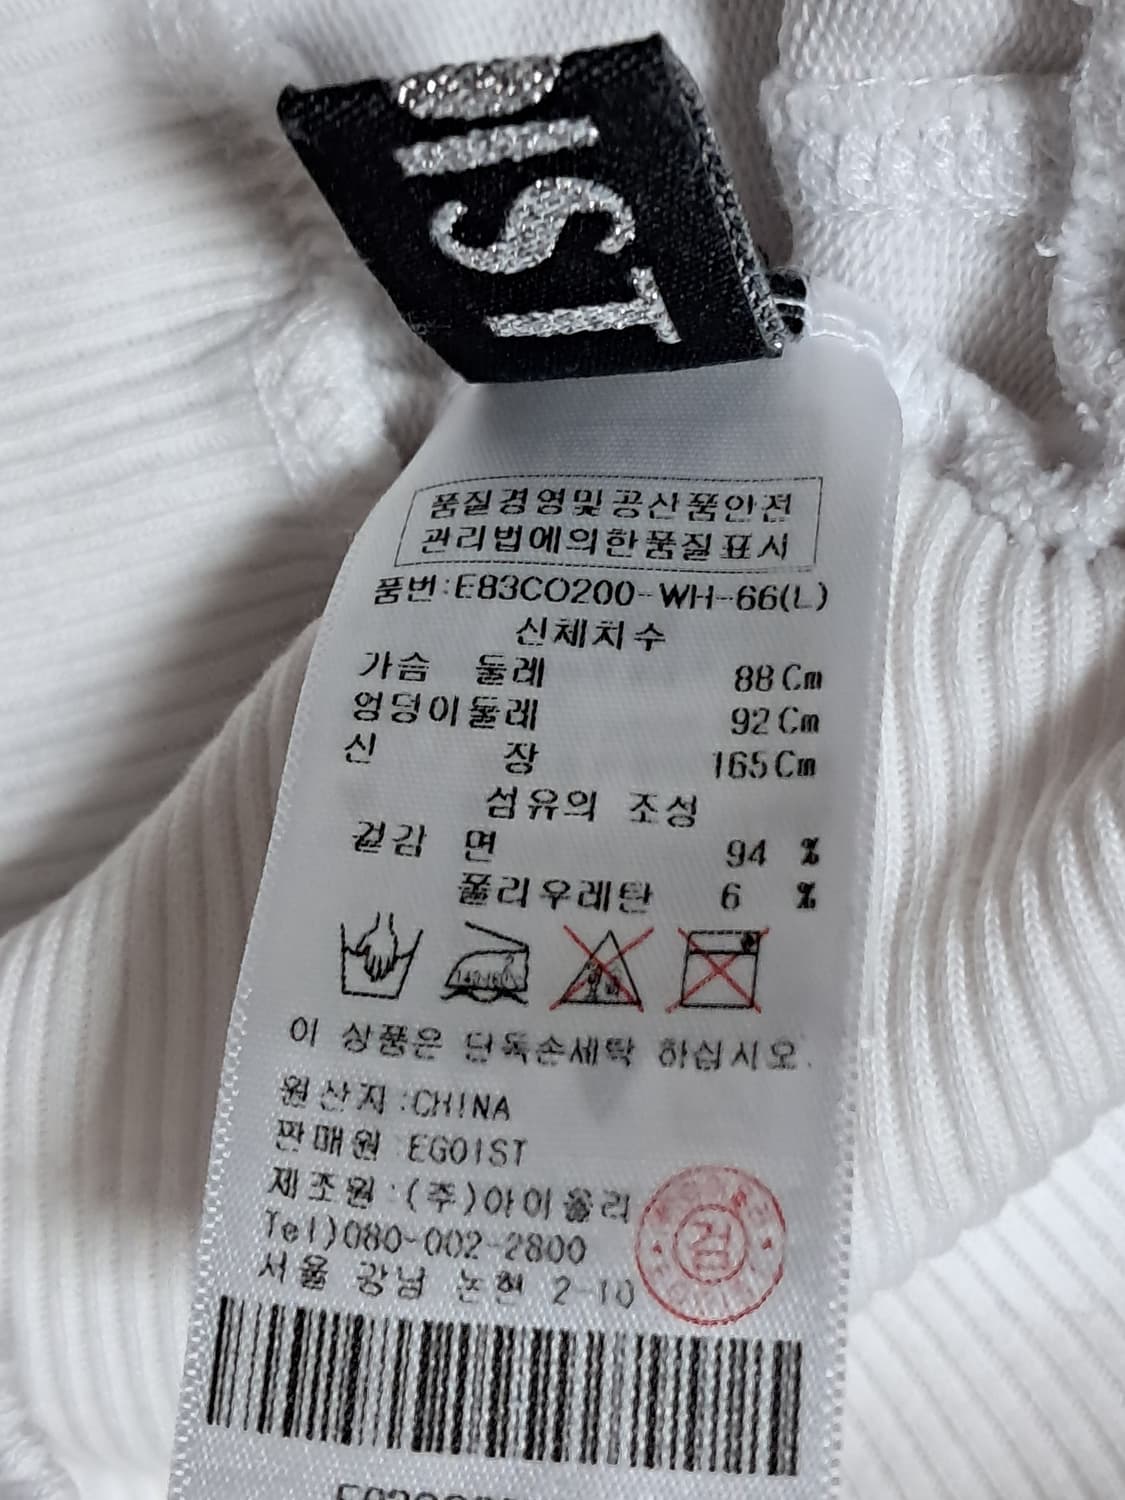 OIST
품질경영및공산품안전
관리법에의한품질표시
품번:E83CO200-WH-66(L)
신체치수
가슴 둘레 88Cm
엉덩이둘레 92Cm
신 장 165Cm
섬유의 조성
겉감 면 94 %
폴리우레탄 6 %
이 상품은 단독손세탁 하십시오.
원산지:CHINA
판매원 EGOIST
제조원:(주)아이올리
Tel)080-002-2800
서울 강남 논현 2-10
검